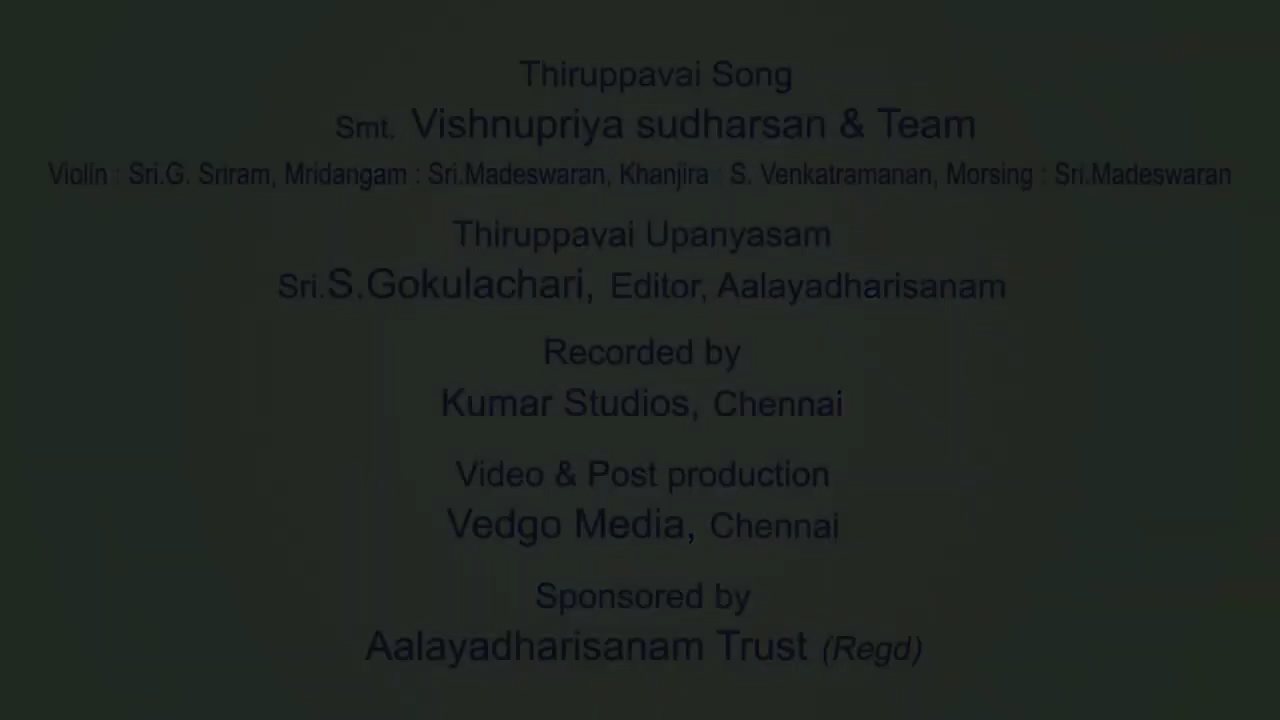 Thiruppavai Song
Smt. Vishnupriya sudharsan & Team
Violin : Sri.G. Sriram, Mridangam : Sri.Madeswaran, Khanjira : S. Venkatramanan, Morsing : Sri.Madeswaran
Thiruppavai Upanyasam
Sri.S.Gokulachari, Editor, Aalayadharisanam
Recorded by
Kumar Studios, Chennai
Video & Post production
Vedgo Media, Chennai
Sponsored by
Aalayadharisanam Trust (Regd)